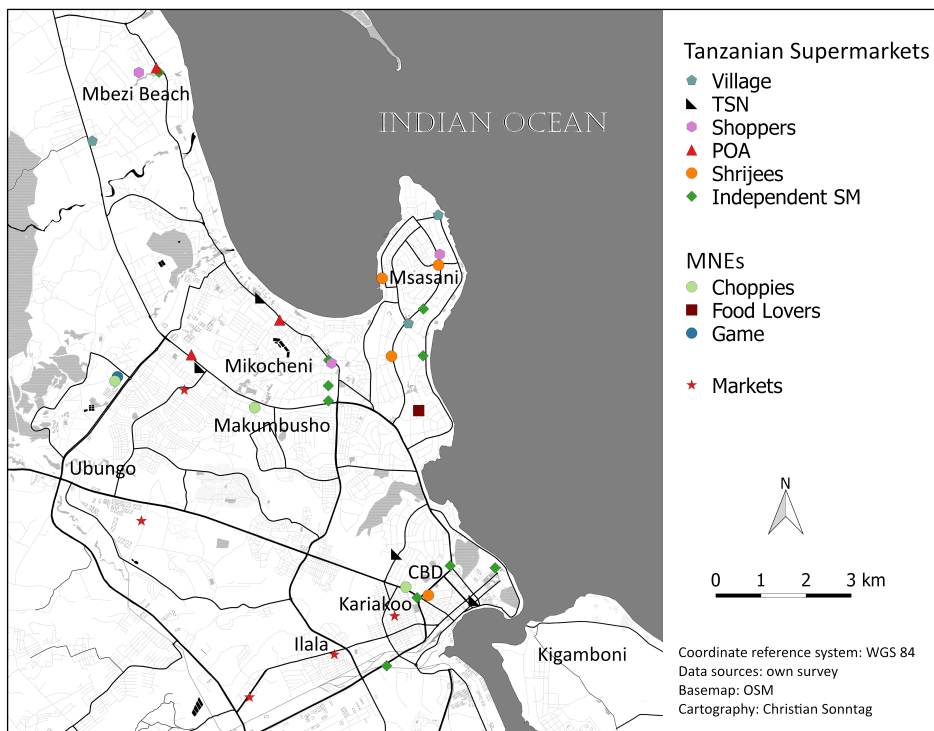 Mbezi Beach
INDIAN OCEAN
Msasani
Mikocheni
Makumbusho
Ubungo
CBD
Kariakoo
Ilala
Kigamboni
Tanzanian Supermarkets
Village
TSN
Shoppers
POA
Shrijees
Independent SM
MNEs
Choppies
Food Lovers
Game
Markets
N
0 1 2 3 km
Coordinate reference system: WGS 84
Data sources: own survey
Basemap: OSM
Cartography: Christian Sonntag